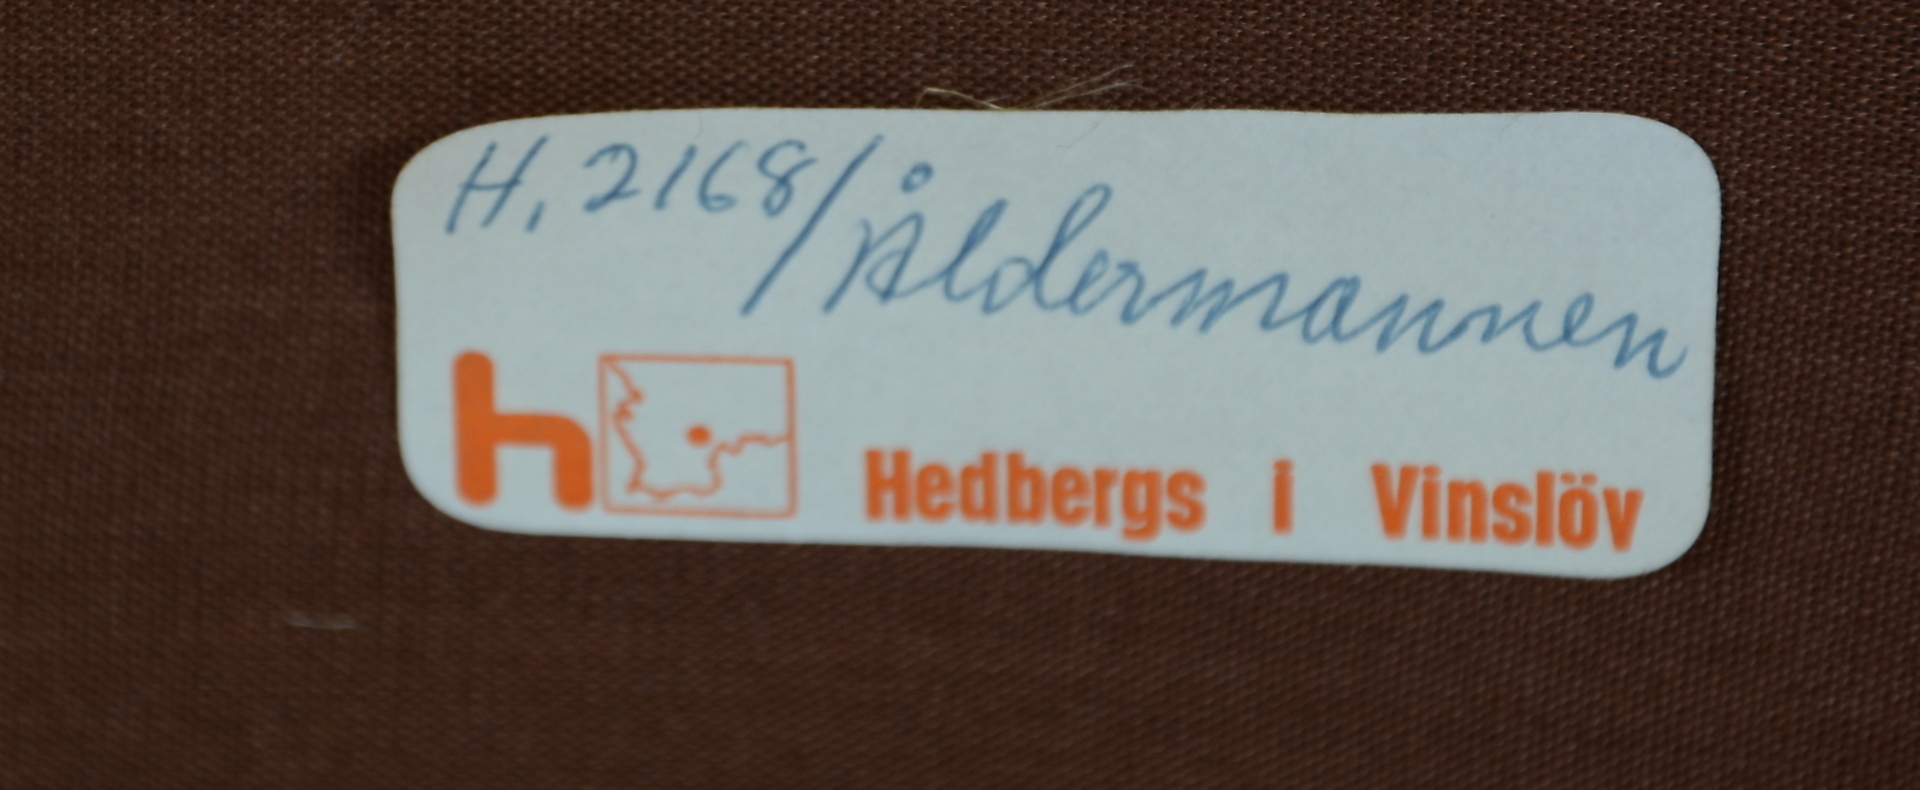 H. 2168/Åldermannen
h Hedbergs i Vinslöv